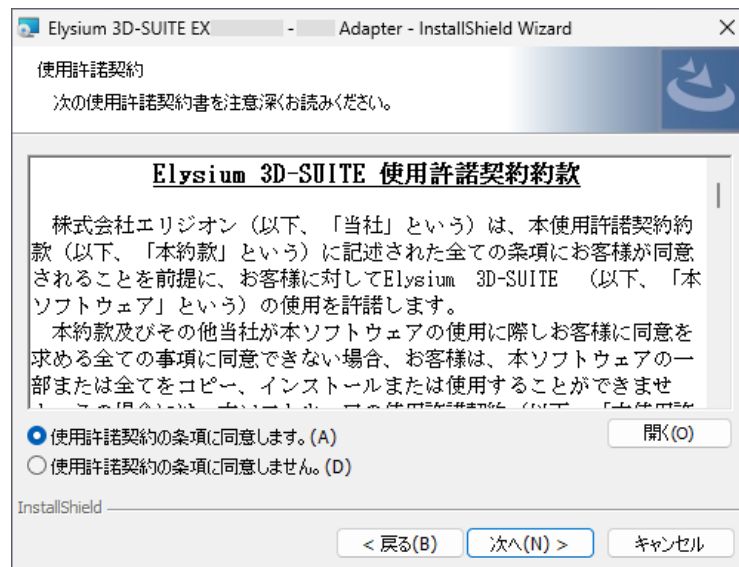 Elysium 3D-SUITE EX - Adapter - InstallShield Wizard
使用許諾契約
次の使用許諾契約書を注意深くお読みください。
Elysium 3D-SUITE 使用許諾契約約款
株式会社エリジオン（以下、「当社」という）は、本使用許諾契約約
款（以下、「本約款」という）に記述された全ての条項にお客様が同意
されることを前提に、お客様に対してElysium 3D-SUITE （以下、「本
ソフトウェア」という）の使用を許諾します。
本約款及びその他当社が本ソフトウェアの使用に際しお客様に同意を
求める全ての事項に同意できない場合、お客様は、本ソフトウェアの一
部または全てをコピー、インストールまたは使用することができませ
使用許諾契約の条項に同意します。(A)
開く(O)
使用許諾契約の条項に同意しません。(D)
InstallShield
< 戻る(B)
次へ(N) >
キャンセル